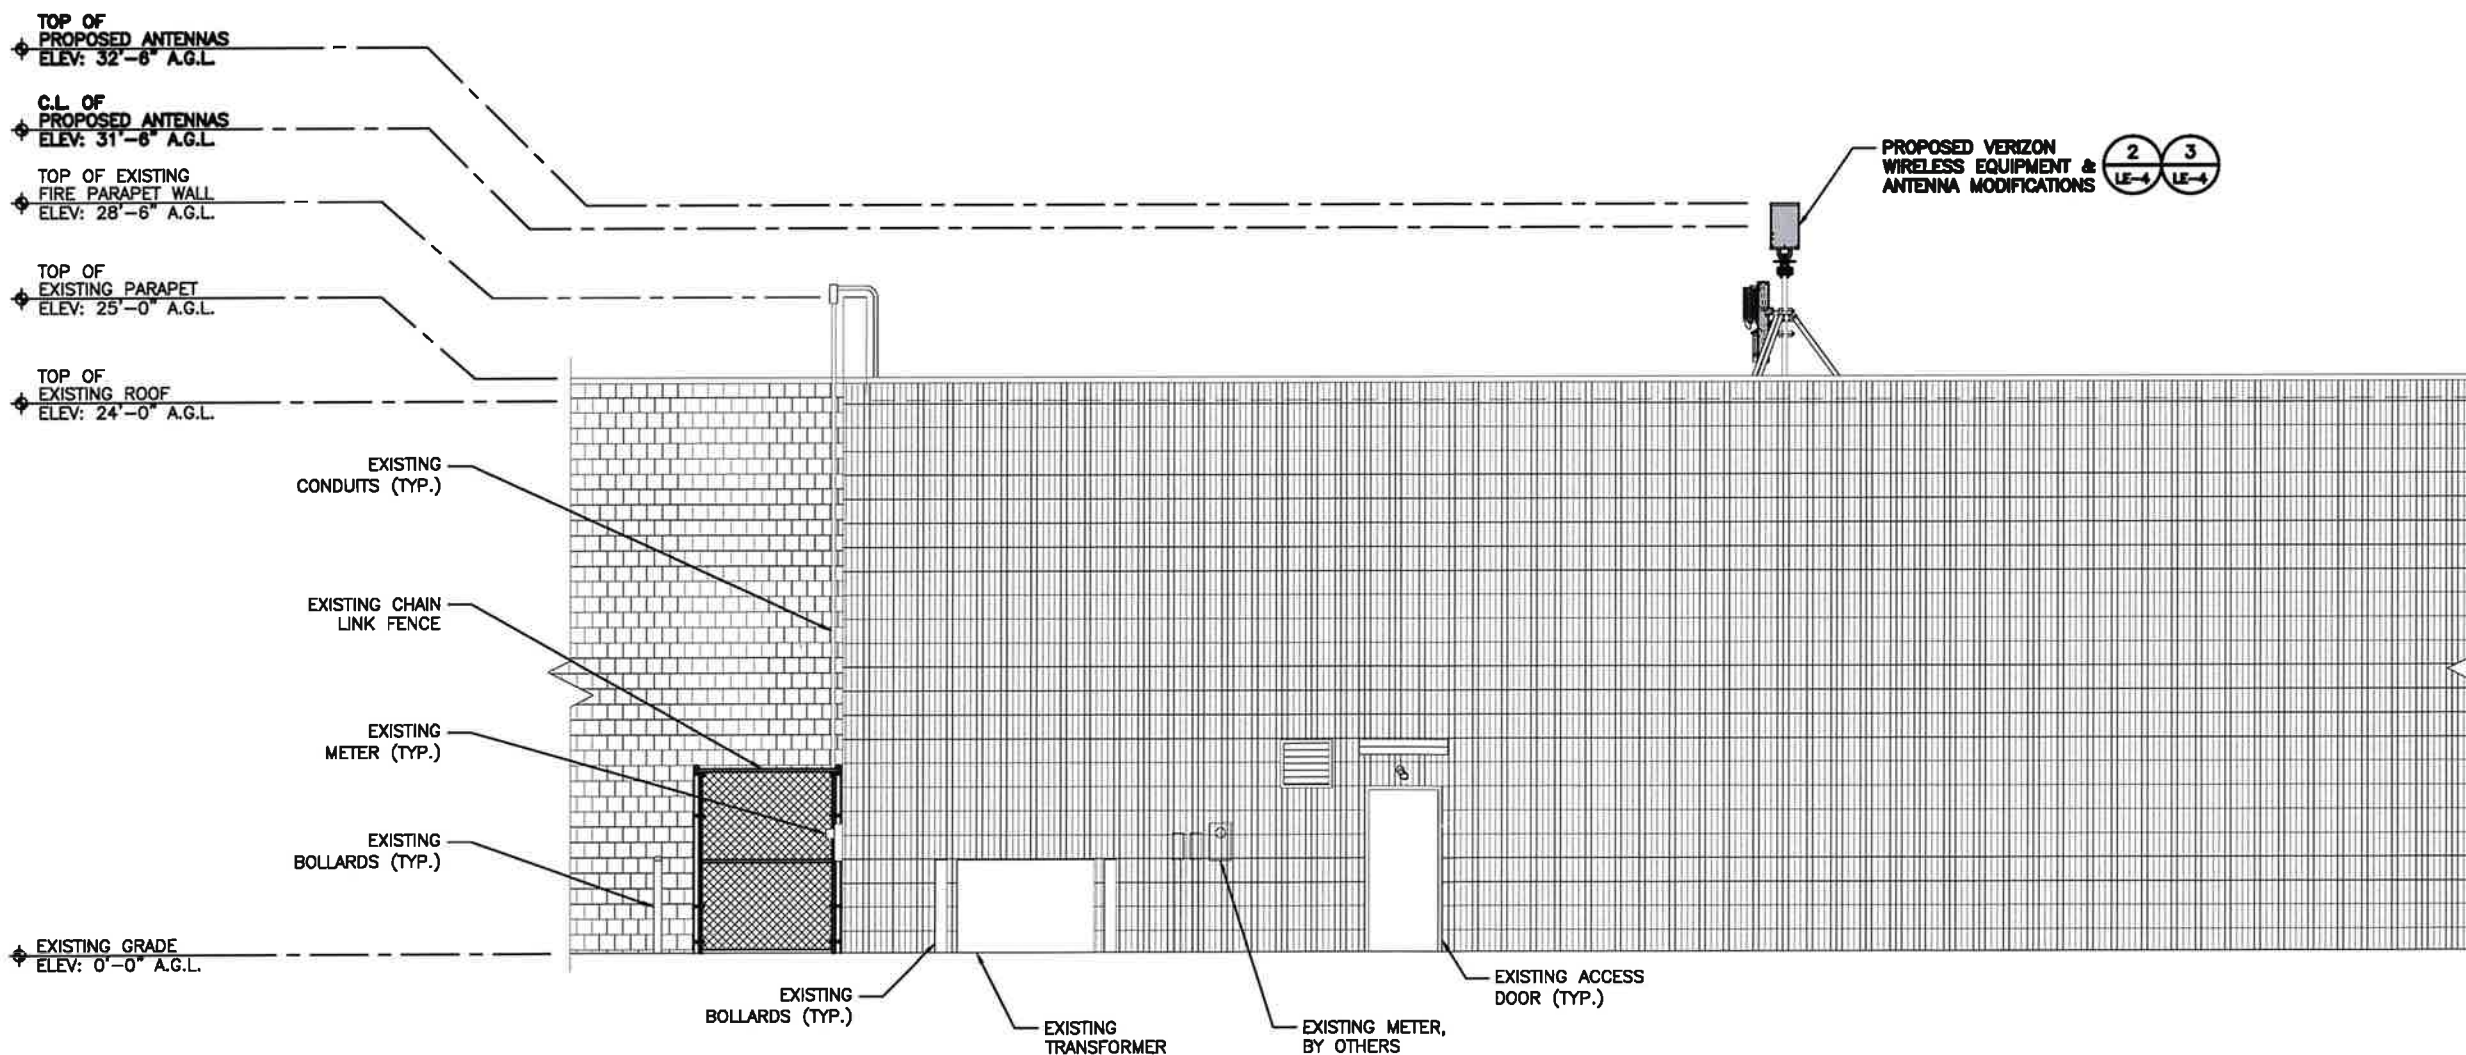 TOP OF
PROPOSED ANTENNAS
ELEV: 32'-6" A.G.L.
C.L. OF
PROPOSED ANTENNAS
ELEV: 31'-6" A.G.L.
TOP OF EXISTING
FIRE PARAPET WALL
ELEV: 28'-6" A.G.L.
TOP OF
EXISTING PARAPET
ELEV: 25'-0" A.G.L.
TOP OF
EXISTING ROOF
ELEV: 24'-0" A.G.L.
PROPOSED VERIZON
WIRELESS EQUIPMENT &
ANTENNA MODIFICATIONS
2
LE-4
3
LE-4
EXISTING
CONDUITS (TYP.)
EXISTING CHAIN
LINK FENCE
EXISTING
METER (TYP.)
EXISTING
BOLLARDS (TYP.)
EXISTING GRADE
ELEV: 0'-0" A.G.L.
EXISTING
BOLLARDS (TYP.)
EXISTING
TRANSFORMER
EXISTING METER,
BY OTHERS
EXISTING ACCESS
DOOR (TYP.)